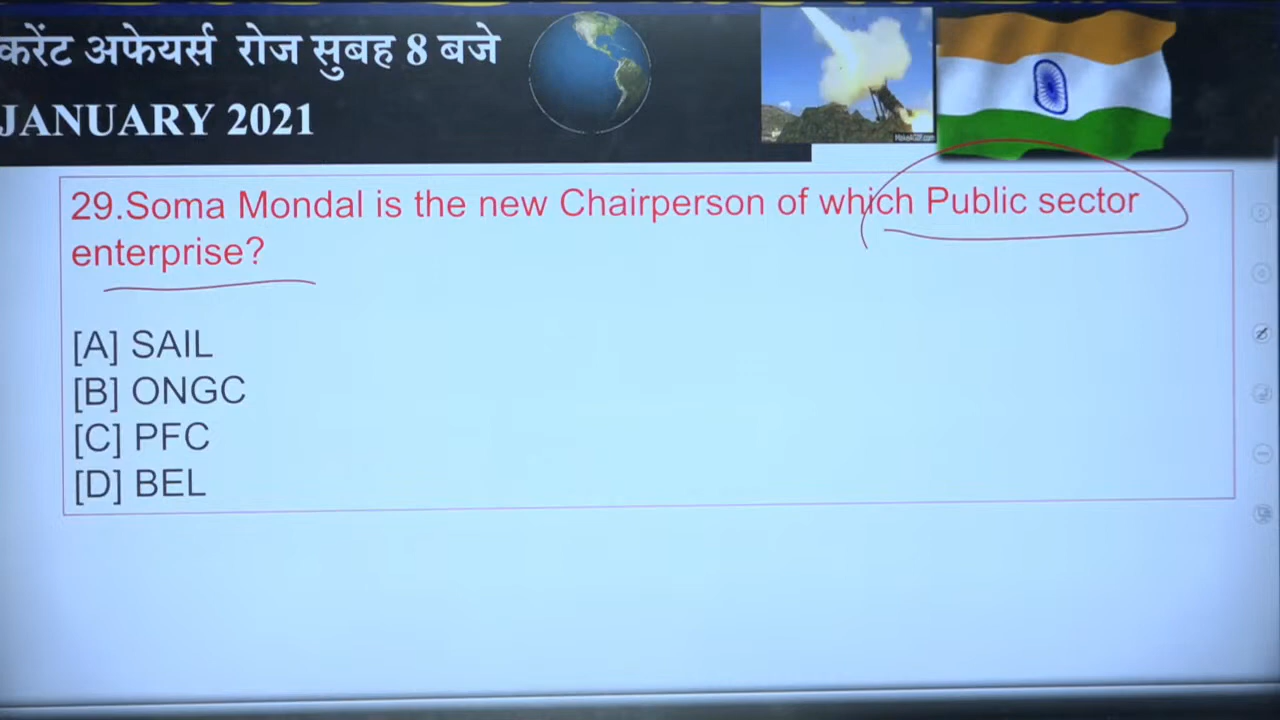 करेंट अफेयर्स रोज सुबह 8 बजे
JANUARY 2021
29.Soma Mondal is the new Chairperson of which Public sector
enterprise?
[A] SAIL
[B] ONGC
[C] PFC
[D] BEL